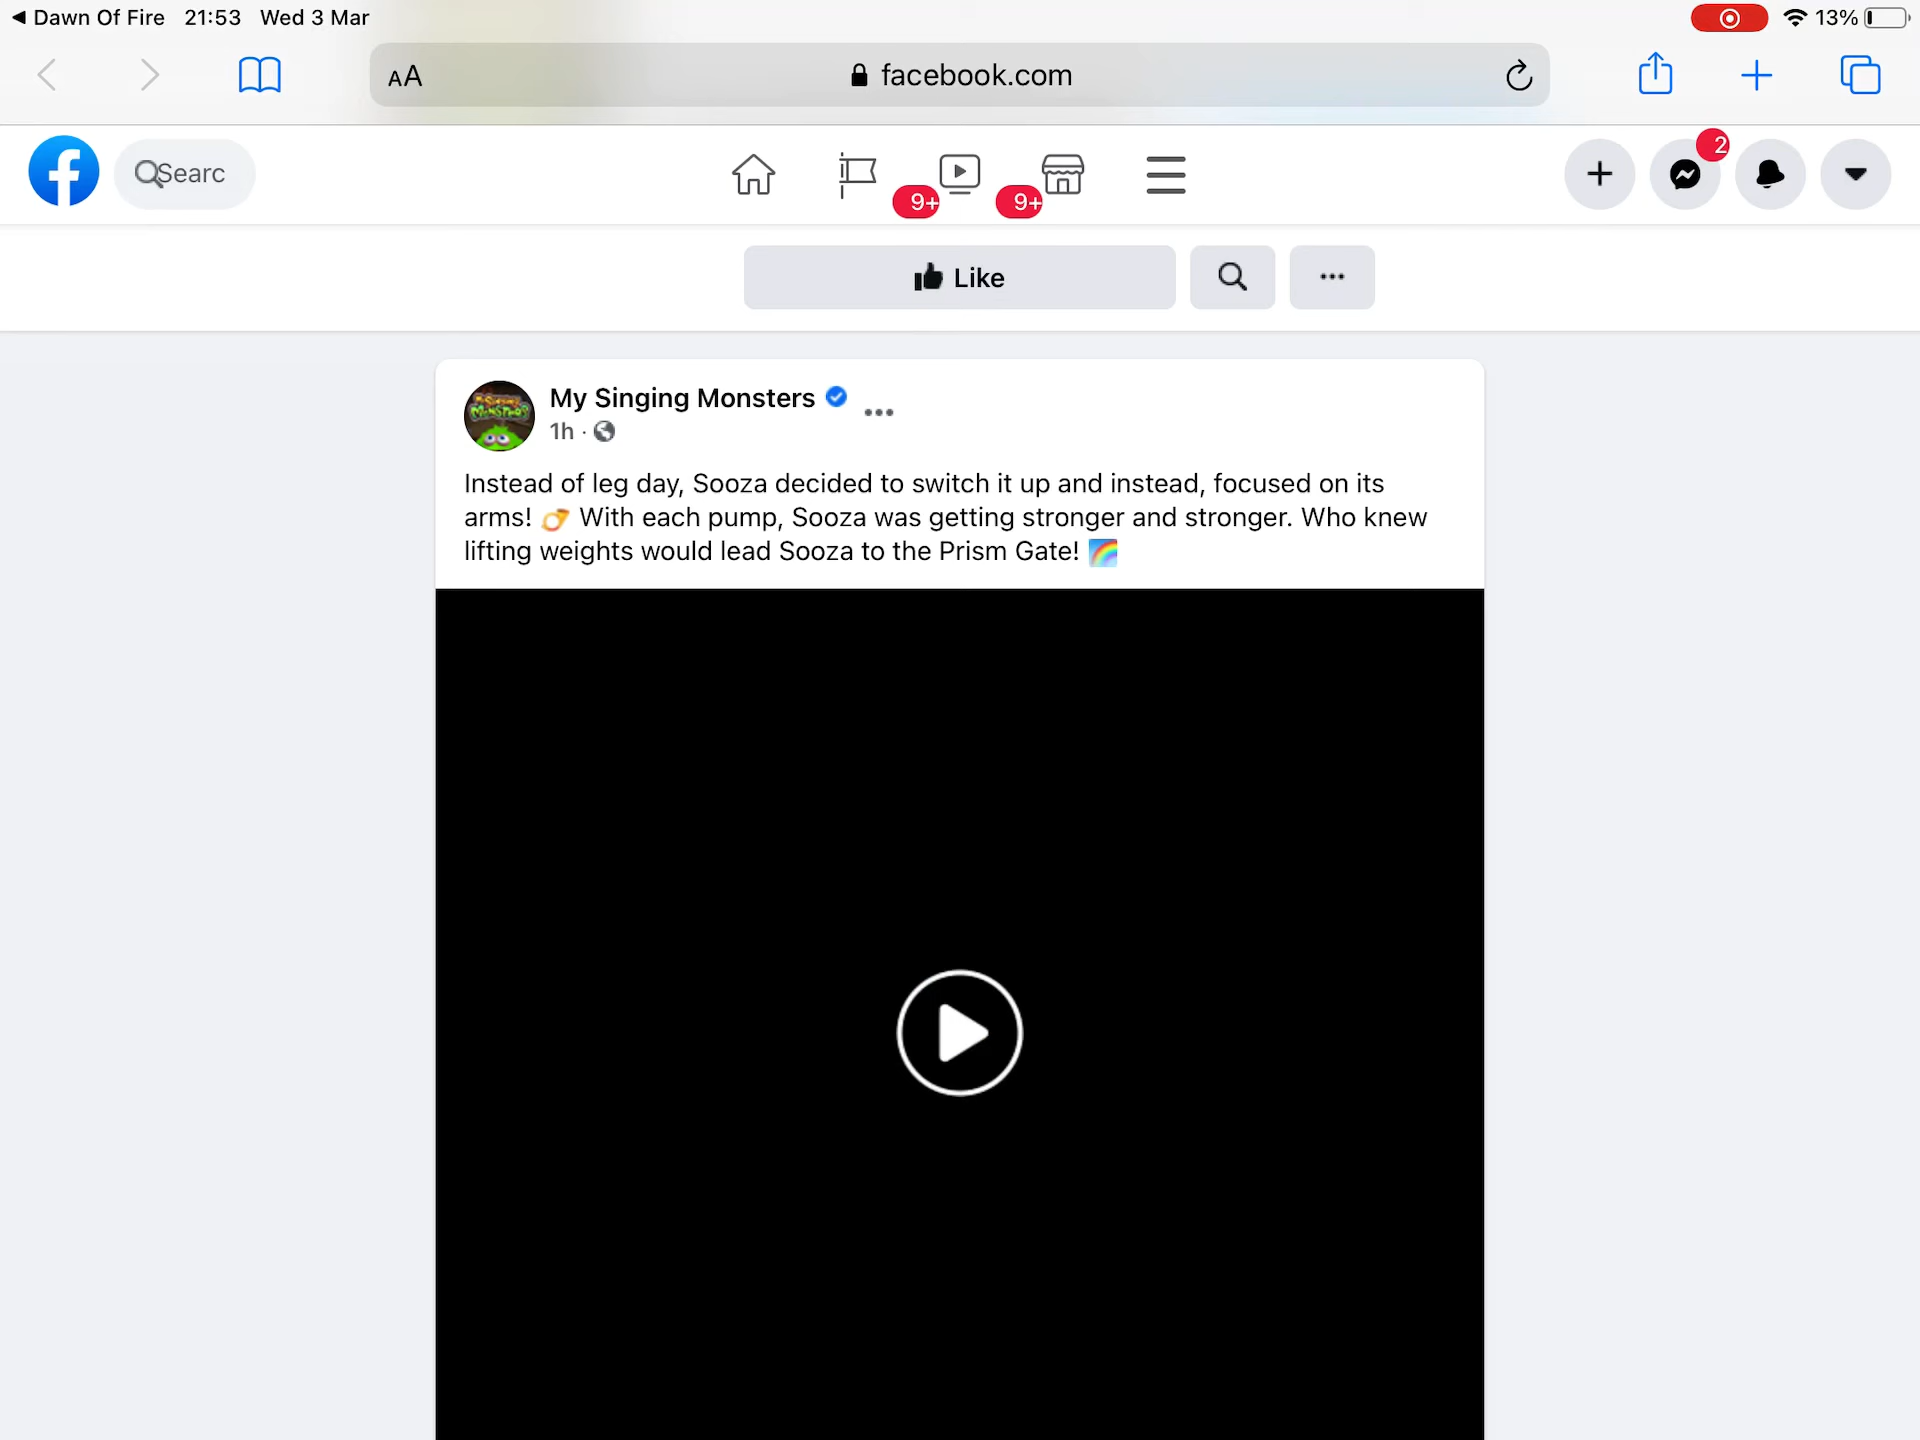 Dawn Of Fire 21:53 Wed 3 Mar 13%
AA facebook.com
Searc 9+ 9+ 2
Like
My Singing Monsters
1h ·
Instead of leg day, Sooza decided to switch it up and instead, focused on its
arms! 🎺 With each pump, Sooza was getting stronger and stronger. Who knew
lifting weights would lead Sooza to the Prism Gate! 🌈